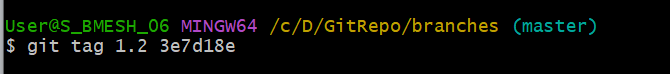 User@S_BMESH_06 MINGW64 /c/D/GitRepo/branches (master)
$ git tag 1.2 3e7d18e